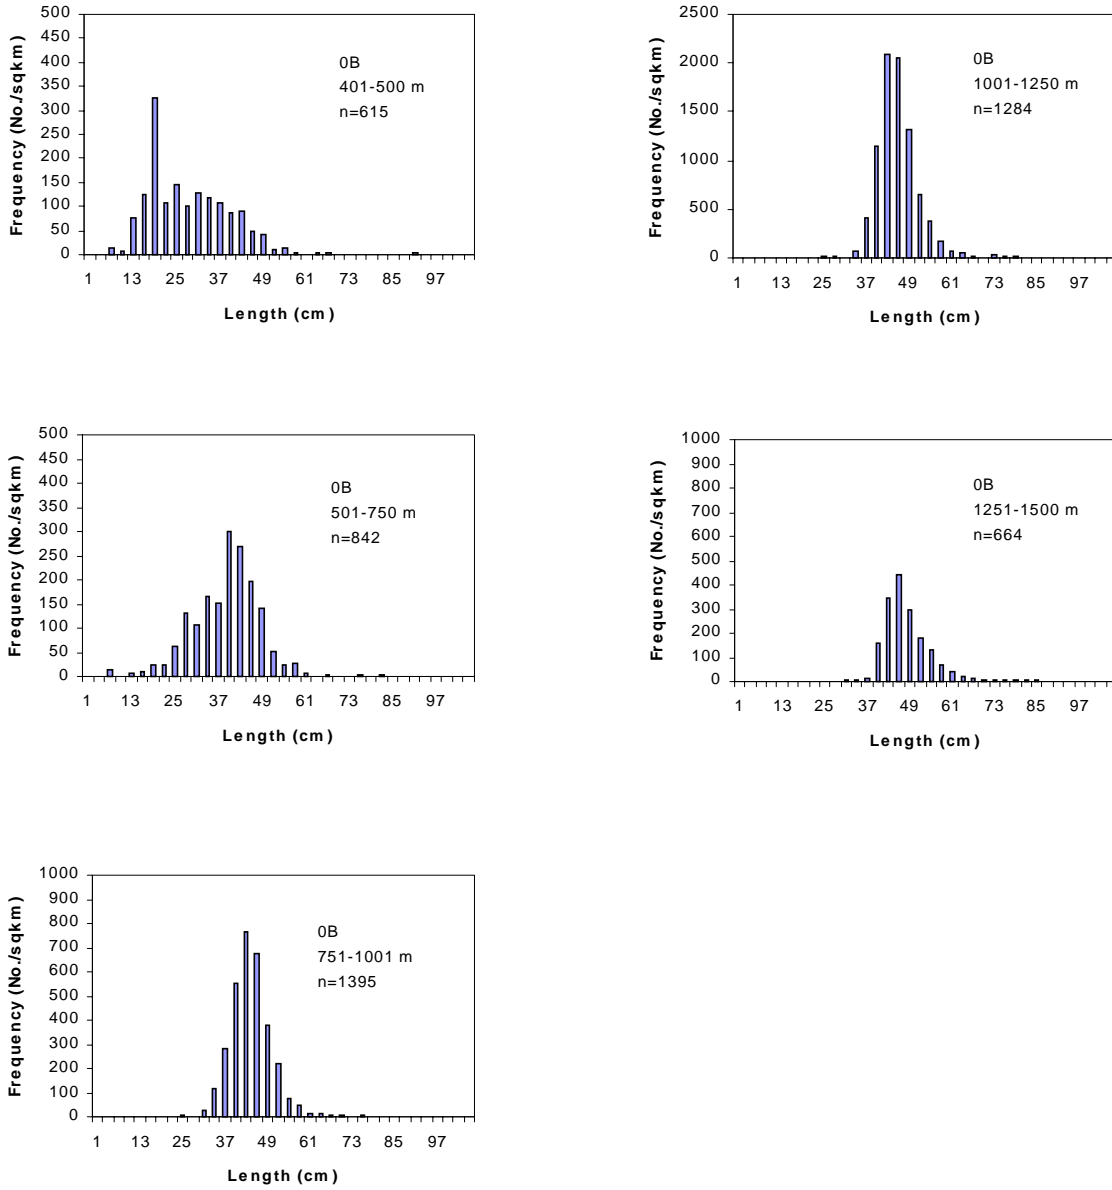 500
450
400
350
300
250
200
150
100
50
0
Frequency (No./sqkm)
0B
401-500 m
n=615
1 13 25 37 49 61 73 85 97
Length (cm)
2500
2000
1500
1000
500
0
Frequency (No./sqkm)
0B
1001-1250 m
n=1284
1 13 25 37 49 61 73 85 97
Length (cm)
500
450
400
350
300
250
200
150
100
50
0
Frequency (No./sqkm)
0B
501-750 m
n=842
1 13 25 37 49 61 73 85 97
Length (cm)
1000
900
800
700
600
500
400
300
200
100
0
Frequency (No./sqkm)
0B
1251-1500 m
n=664
1 13 25 37 49 61 73 85 97
Length (cm)
1000
900
800
700
600
500
400
300
200
100
0
Frequency (No./sqkm)
0B
751-1001 m
n=1395
1 13 25 37 49 61 73 85 97
Length (cm)